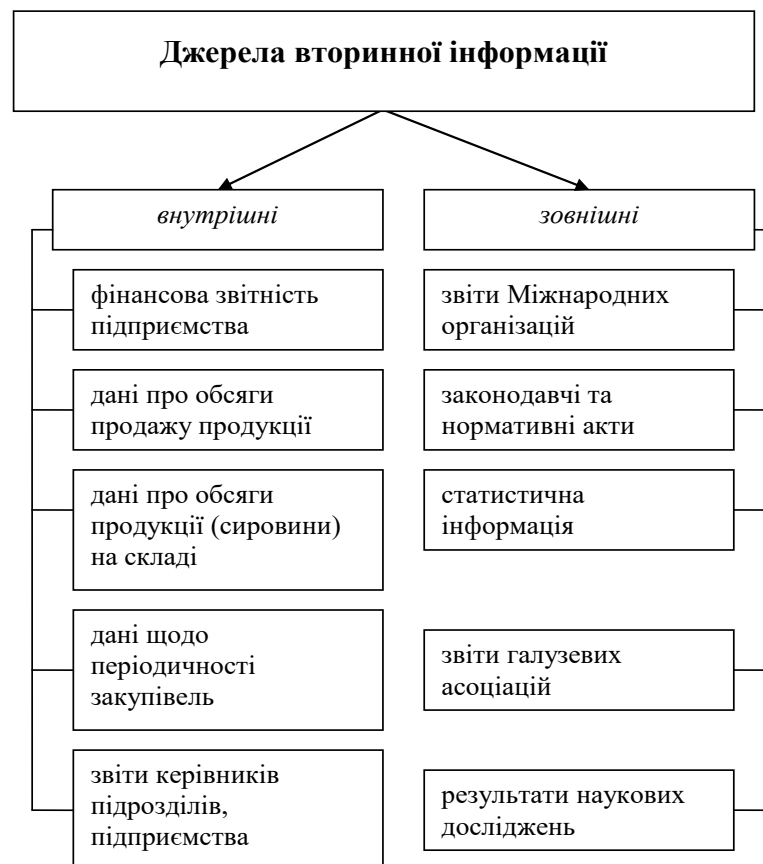 Джерела вторинної інформації
внутрішні
фінансова звітність
підприємства
дані про обсяги
продажу продукції
дані про обсяги
продукції (сировини)
на складі
дані щодо
періодичності
закупівель
звіти керівників
підрозділів,
підприємства
зовнішні
звіти Міжнародних
організацій
законодавчі та
нормативні акти
статистична
інформація
звіти галузевих
асоціацій
результати наукових
досліджень